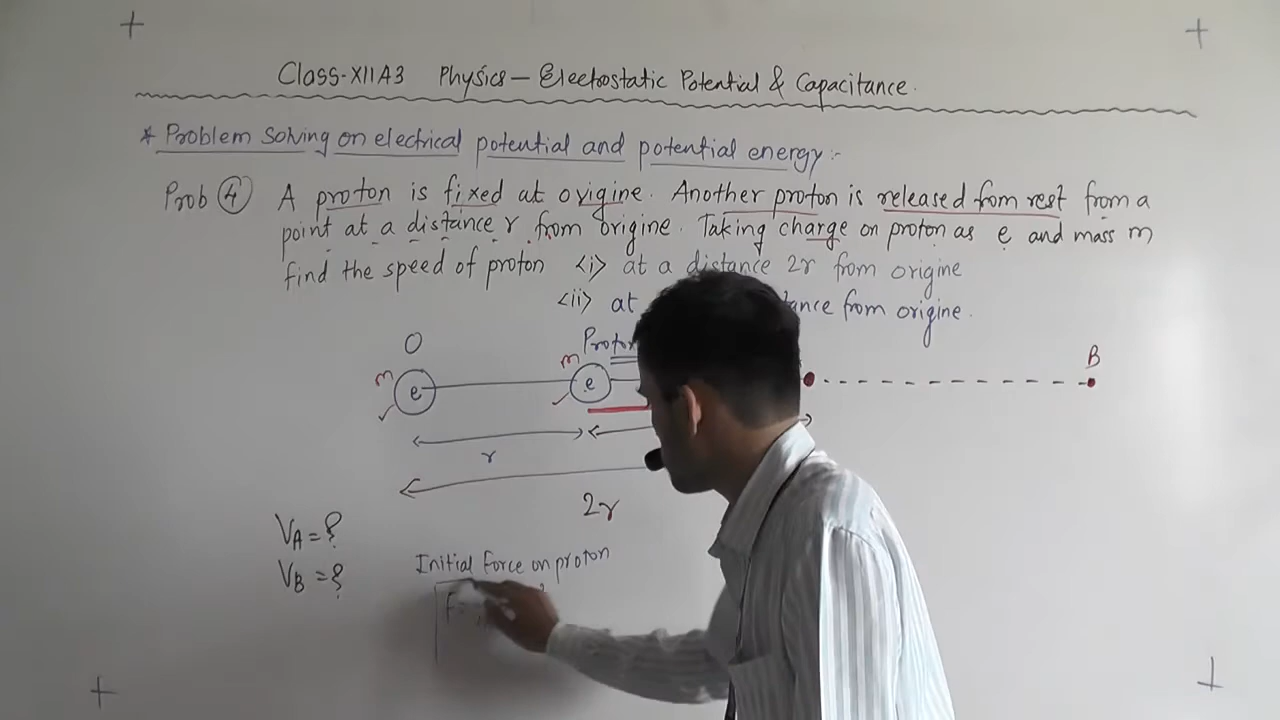 Class-XII A3 Physics — Electrostatic Potential & Capacitance.
* Problem solving on electrical potential and potential energy:-
Prob 4 A proton is fixed at origine. Another proton is released from rest from a
point at a distance r from origine. Taking charge on proton as e and mass m
find the speed of proton <i> at a distance 2r from origine
<ii> at from origine.
O Proton B
m m
e e
r
2r
VA = ?
VB = ?
Initial Force on proton
F =